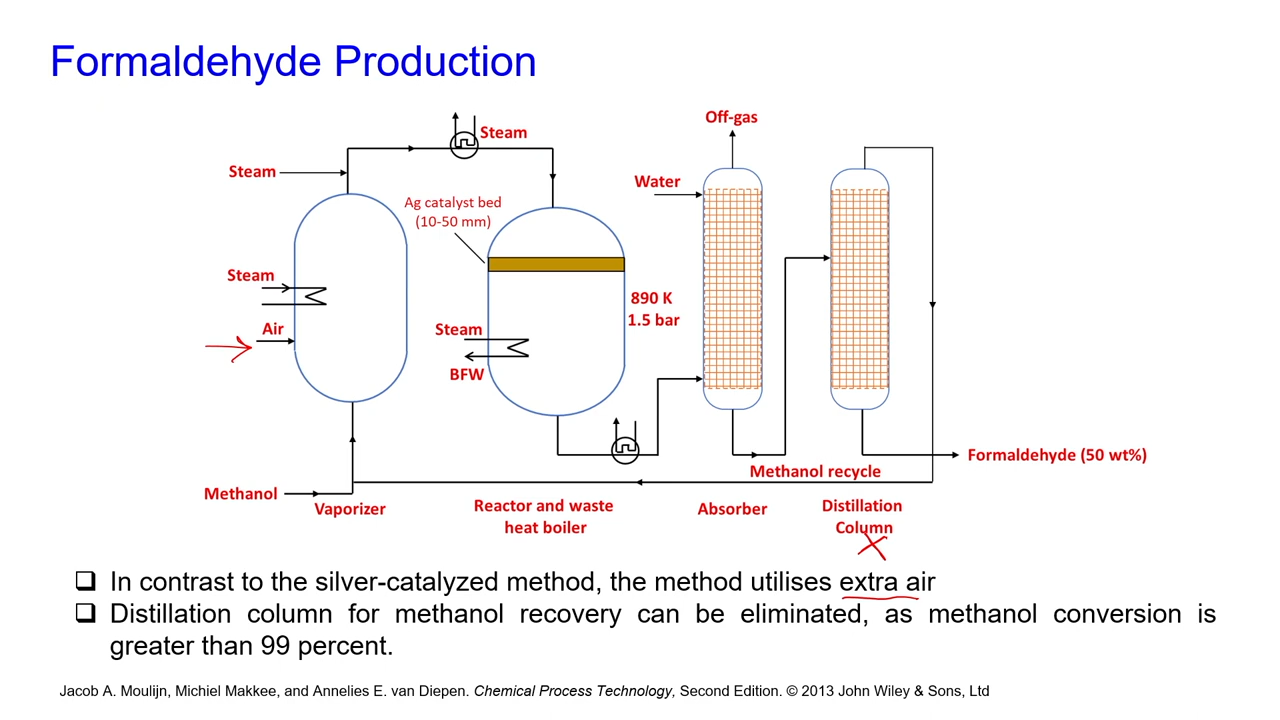 Formaldehyde Production
Off-gas
Steam
Steam
Water
Ag catalyst bed
(10-50 mm)
Steam
890 K
1.5 bar
Air
Steam
BFW
Formaldehyde (50 wt%)
Methanol recycle
Methanol
Vaporizer
Reactor and waste
heat boiler
Absorber
Distillation
Column
❑ In contrast to the silver-catalyzed method, the method utilises extra air
❑ Distillation column for methanol recovery can be eliminated, as methanol conversion is
greater than 99 percent.
Jacob A. Moulijn, Michiel Makkee, and Annelies E. van Diepen. Chemical Process Technology, Second Edition. © 2013 John Wiley & Sons, Ltd